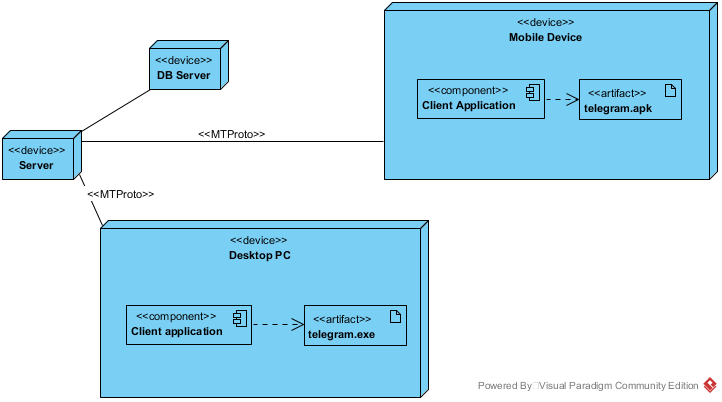 <<device>>
Mobile Device
<<component>>
Client Application
<<artifact>>
telegram.apk
<<device>>
DB Server
<<device>>
Server
<<MTProto>>
<<MTProto>>
<<device>>
Desktop PC
<<component>>
Client application
<<artifact>>
telegram.exe
Powered By Visual Paradigm Community Edition